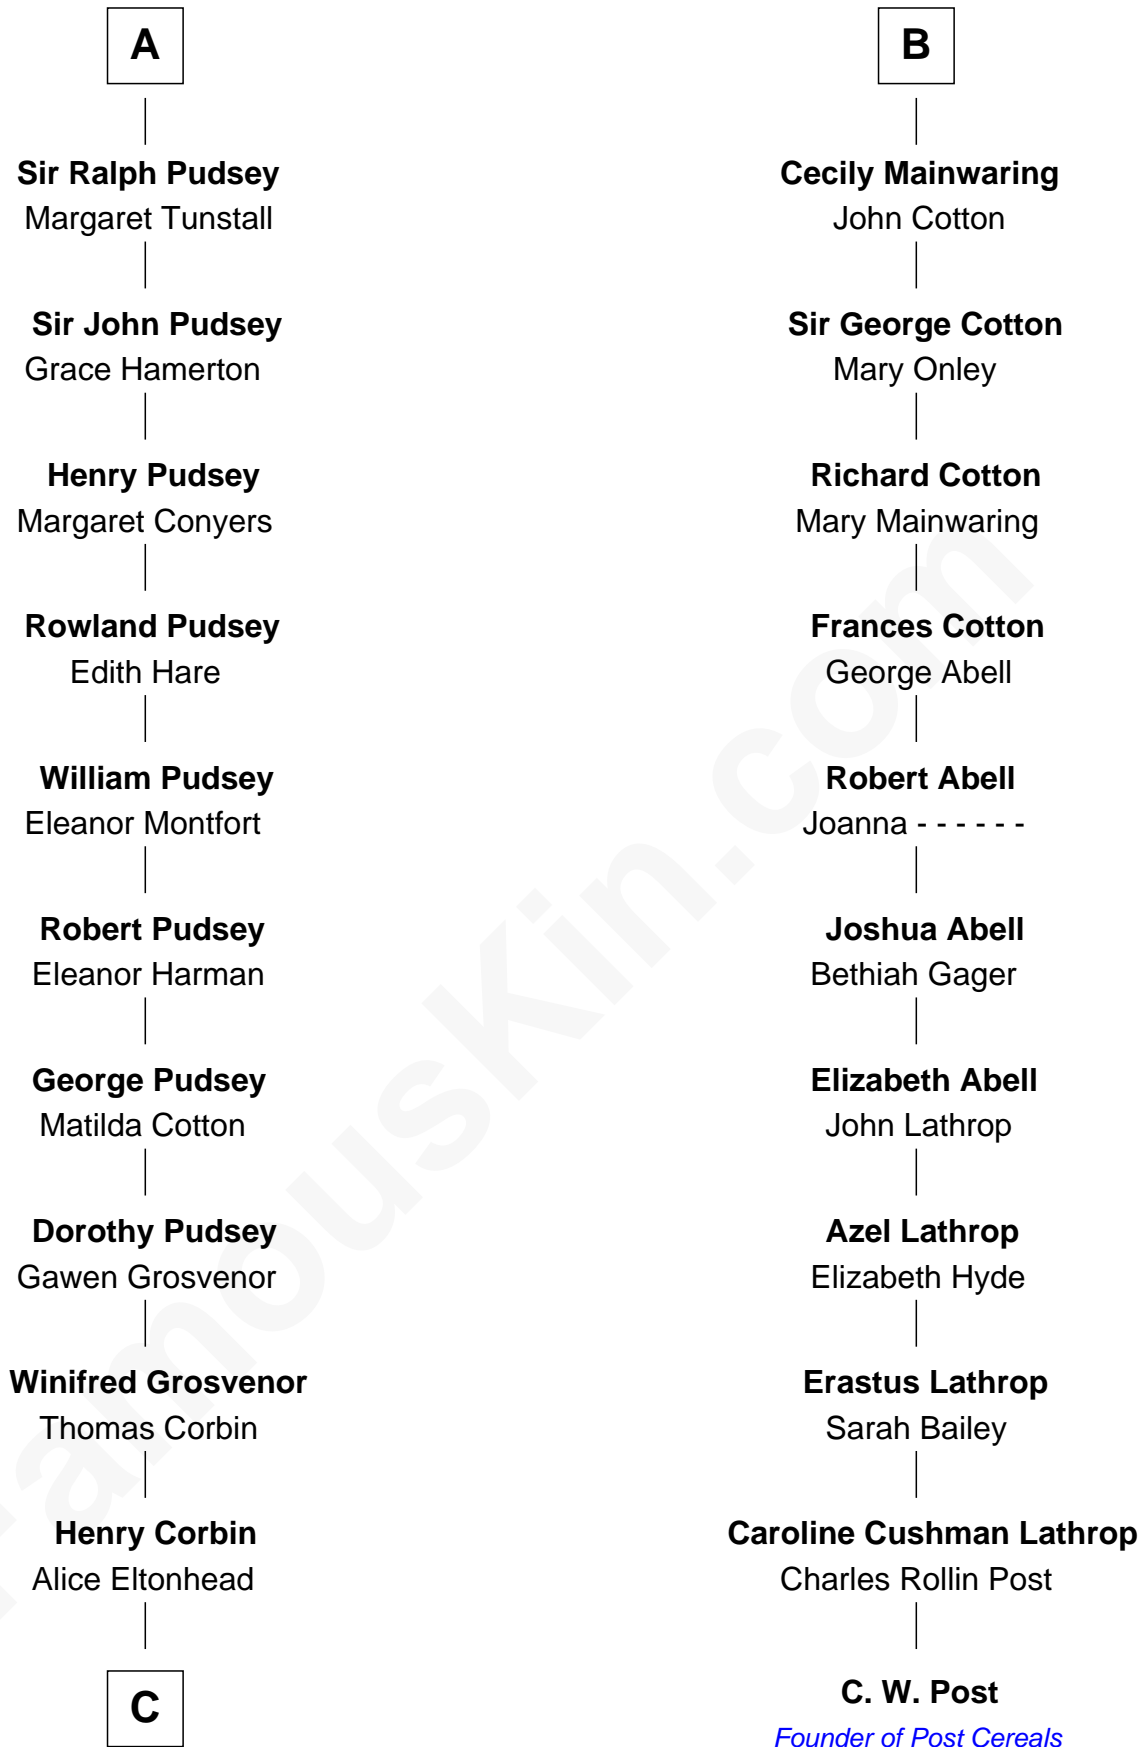 A
Sir Ralph Pudsey
Margaret Tunstall
Sir John Pudsey
Grace Hamerton
Henry Pudsey
Margaret Conyers
Rowland Pudsey
Edith Hare
William Pudsey
Eleanor Montfort
Robert Pudsey
Eleanor Harman
George Pudsey
Matilda Cotton
Dorothy Pudsey
Gawen Grosvenor
Winifred Grosvenor
Thomas Corbin
Henry Corbin
Alice Eltonhead
C
B
Cecily Mainwaring
John Cotton
Sir George Cotton
Mary Onley
Richard Cotton
Mary Mainwaring
Frances Cotton
George Abell
Robert Abell
Joanna - - - - - -
Joshua Abell
Bethiah Gager
Elizabeth Abell
John Lathrop
Azel Lathrop
Elizabeth Hyde
Erastus Lathrop
Sarah Bailey
Caroline Cushman Lathrop
Charles Rollin Post
C. W. Post
Founder of Post Cereals
FamousKin.com